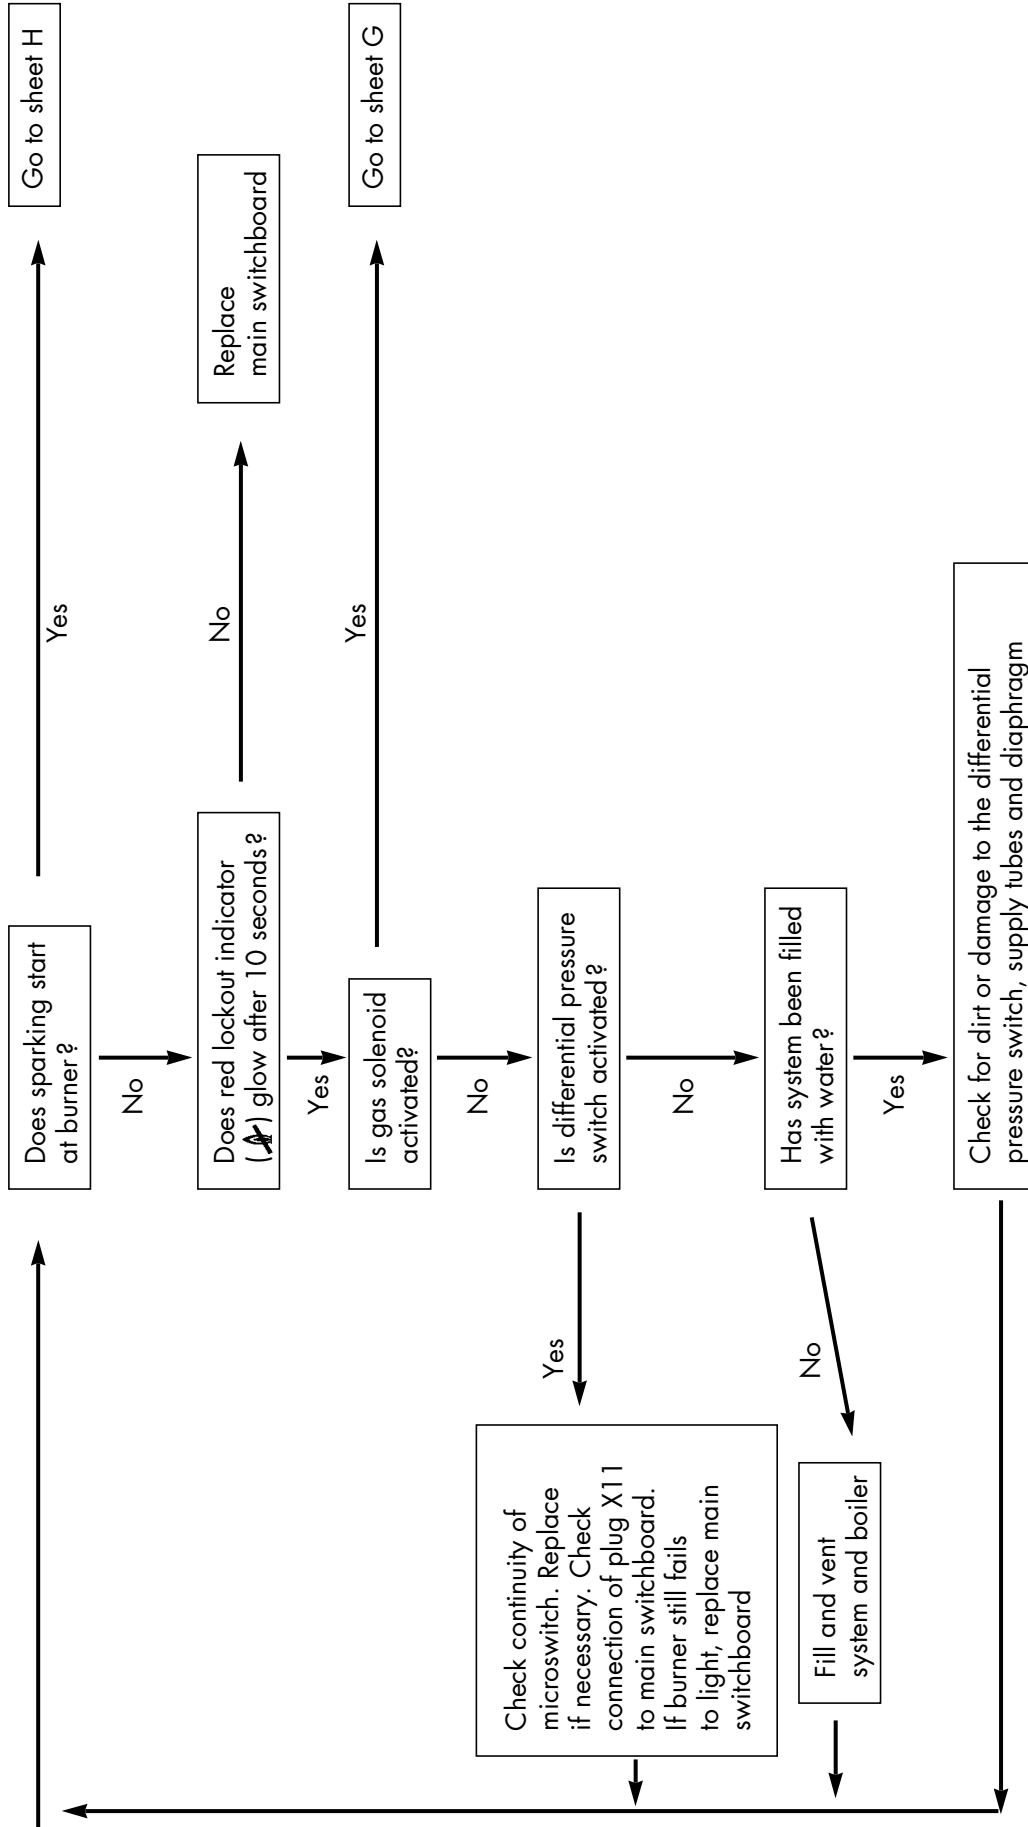 Does sparking start
at burner?
Yes
Go to sheet H
No
Does red lockout indicator
() glow after 10 seconds?
No
Replace
main switchboard
Yes
Is gas solenoid
activated?
Yes
Go to sheet G
No
Is differential pressure
switch activated?
Yes
Check continuity of
microswitch. Replace
if necessary. Check
connection of plug X11
to main switchboard.
If burner still fails
to light, replace main
switchboard
No
Has system been filled
with water?
No
Fill and vent
system and boiler
Yes
Check for dirt or damage to the differential
pressure switch, supply tubes and diaphragm